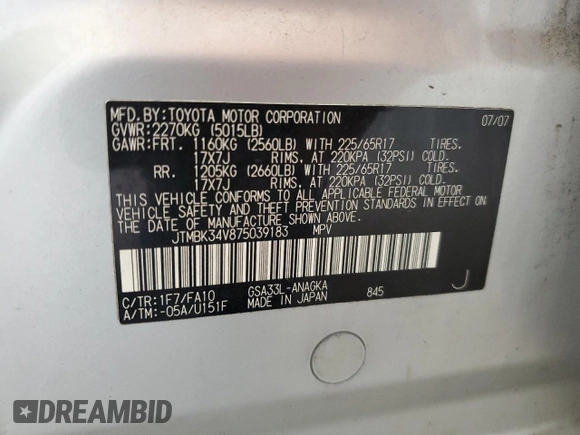 MFD. BY: TOYOTA MOTOR CORPORATION 07/07
GVWR: 2270KG (5015LB)
GAWR: FRT. 1160KG (2560LB) WITH 225/65R17 TIRES.
17X7J RIMS, AT 220KPA (32PSI) COLD.
RR. 1205KG (2660LB) WITH 225/65R17 TIRES.
17X7J RIMS, AT 220KPA (32PSI) COLD.
THIS VEHICLE CONFORMS TO ALL APPLICABLE FEDERAL MOTOR
VEHICLE SAFETY AND THEFT PREVENTION STANDARDS IN EFFECT ON
THE DATE OF MANUFACTURE SHOWN ABOVE.
JTMBK34V875039183 MPV
C/TR: 1F7/FA10 GSA33L-ANAGKA 845 J
A/TM: -05A/U151F MADE IN JAPAN
DREAMBID